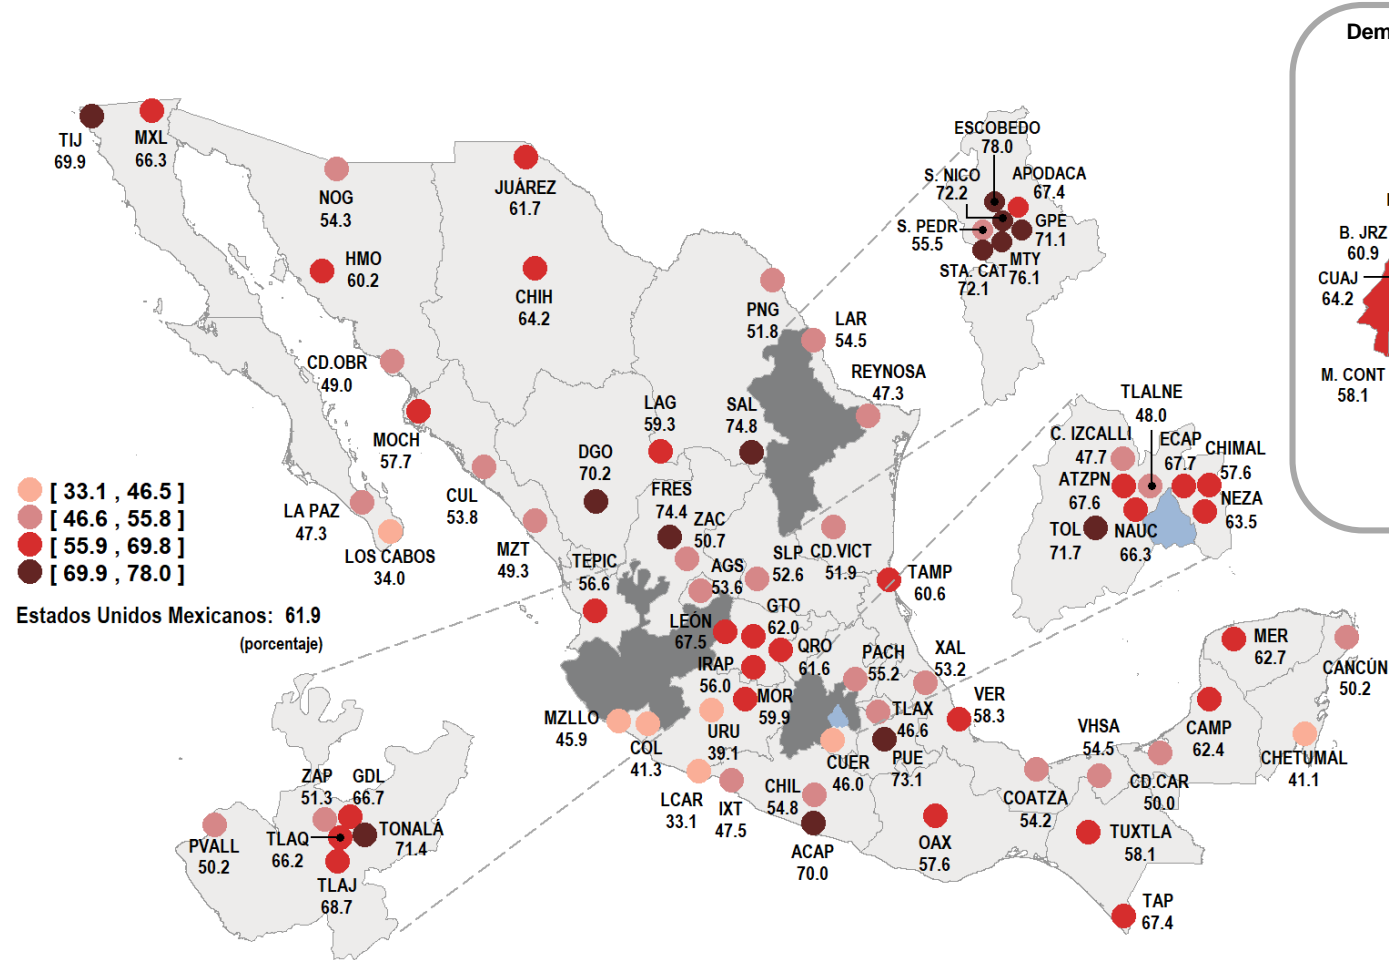 Dem
ESCOBEDO
78.0
S. NICO
72.2
APODACA
67.4
S. PEDR
55.5
GPE
71.1
MTY
76.1
STA. CAT
72.1
TIJ
69.9
MXL
66.3
NOG
54.3
JUÁREZ
61.7
HMO
60.2
CHIH
64.2
B. JRZ
60.9
CUAJ
64.2
M. CONT
58.1
PNG
51.8
LAR
54.5
REYNOSA
47.3
CD.OBR
49.0
MOCH
57.7
LAG
59.3
SAL
74.8
DGO
70.2
TLALNE
48.0
C. IZCALLI
47.7
ECAP
67.7
CHIMAL
57.6
ATZPN
67.6
NEZA
63.5
TOL
71.7
NAUC
66.3
[ 33.1 , 46.5 ]
[ 46.6 , 55.8 ]
[ 55.9 , 69.8 ]
[ 69.9 , 78.0 ]
Estados Unidos Mexicanos: 61.9
(porcentaje)
LA PAZ
47.3
LOS CABOS
34.0
CUL
53.8
MZT
49.3
FRES
74.4
ZAC
50.7
TEPIC
56.6
AGS
53.6
SLP
52.6
CD.VICT
51.9
TAMP
60.6
LEÓN
67.5
GTO
62.0
QRO
61.6
IRAP
56.0
PACH
55.2
XAL
53.2
MER
62.7
CANCÚN
50.2
MZLLO
45.9
COL
41.3
URU
39.1
MOR
59.9
TLAX
46.6
VER
58.3
CUER
46.0
PUE
73.1
VHSA
54.5
CAMP
62.4
CHETUMAL
41.1
CD.CAR
50.0
LCAR
33.1
IXT
47.5
CHIL
54.8
COATZA
54.2
ACAP
70.0
OAX
57.6
TUXTLA
58.1
TAP
67.4
ZAP
51.3
GDL
66.7
PVALL
50.2
TLAQ
66.2
TONALÁ
71.4
TLAJ
68.7